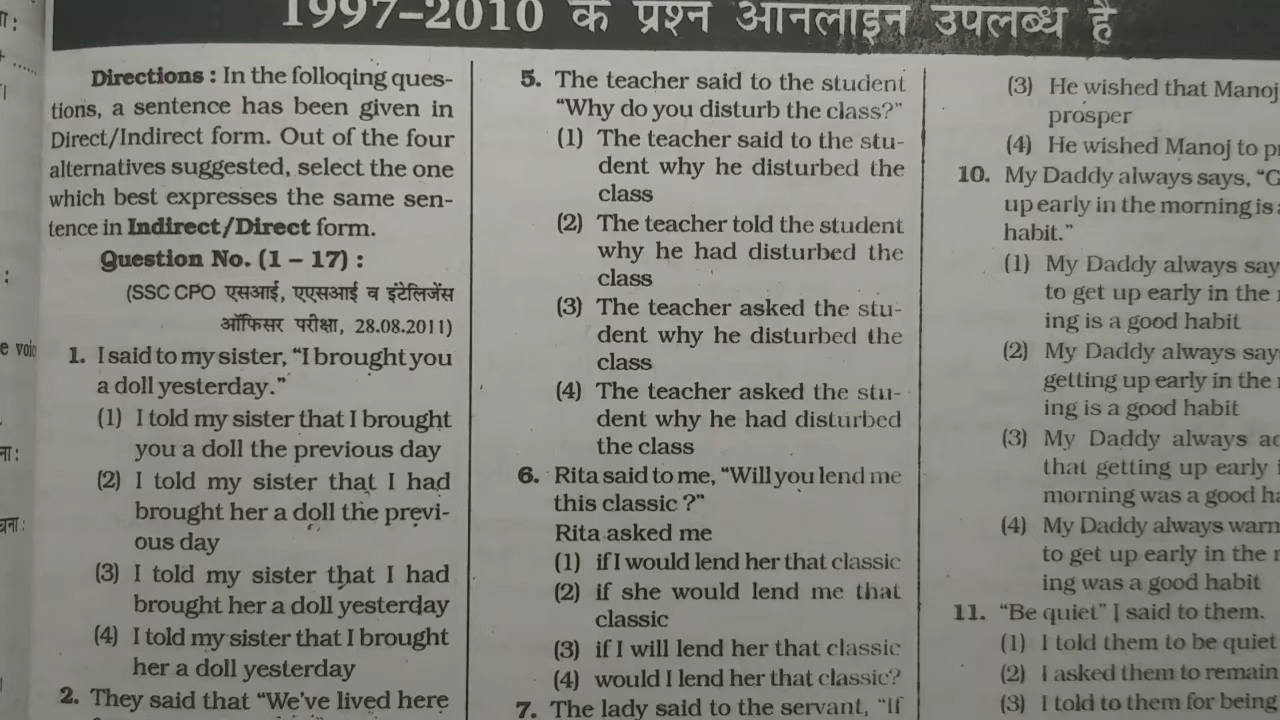 1997–2010 के प्रश्न आनलाइन उपलब्ध है
Directions : In the folloqing ques-
tions, a sentence has been given in
Direct/Indirect form. Out of the four
alternatives suggested, select the one
which best expresses the same sen-
tence in Indirect/Direct form.
Question No. (1 – 17) :
(SSC CPO एसआई, एएसआई व इंटेलिजेंस
ऑफिसर परीक्षा, 28.08.2011)
1. I said to my sister, “I brought you
a doll yesterday.”
(1) I told my sister that I brought
you a doll the previous day
(2) I told my sister that I had
brought her a doll the previ-
ous day
(3) I told my sister that I had
brought her a doll yesterday
(4) I told my sister that I brought
her a doll yesterday
2. They said that “We've lived here
5. The teacher said to the student
“Why do you disturb the class?”
(1) The teacher said to the stu-
dent why he disturbed the
class
(2) The teacher told the student
why he had disturbed the
class
(3) The teacher asked the stu-
dent why he disturbed the
class
(4) The teacher asked the stu-
dent why he had disturbed
the class
6. Rita said to me, “Will you lend me
this classic ?”
Rita asked me
(1) if I would lend her that classic
(2) if she would lend me that
classic
(3) if I will lend her that classic
(4) would I lend her that classic?
7. The lady said to the servant, “If
(3) He wished that Manoj
prosper
(4) He wished Manoj to
10. My Daddy always says,
up early in the morning is
habit.”
(1) My Daddy always say
to get up early in the
ing is a good habit
(2) My Daddy always say
getting up early in the
ing is a good habit
(3) My Daddy always
that getting up early
morning was a good
(4) My Daddy always warn
to get up early in the
ing was a good habit
11. “Be quiet” I said to them.
(1) I told them to be quiet
(2) I asked them to remain
(3) I told to them for being